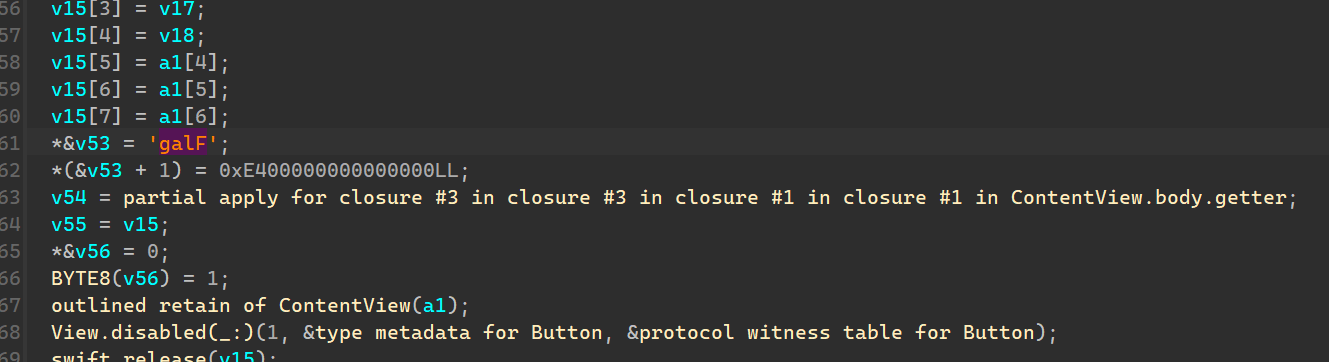 56 v15[3] = v17;
57 v15[4] = v18;
58 v15[5] = a1[4];
59 v15[6] = a1[5];
60 v15[7] = a1[6];
61 *&v53 = 'galF';
62 *(&v53 + 1) = 0xE400000000000000LL;
63 v54 = partial apply for closure #3 in closure #3 in closure #1 in closure #1 in ContentView.body.getter;
64 v55 = v15;
65 *&v56 = 0;
66 BYTE8(v56) = 1;
67 outlined retain of ContentView(a1);
68 View.disabled(_:)(1, &type metadata for Button, &protocol witness table for Button);
69 swift_release(v15);